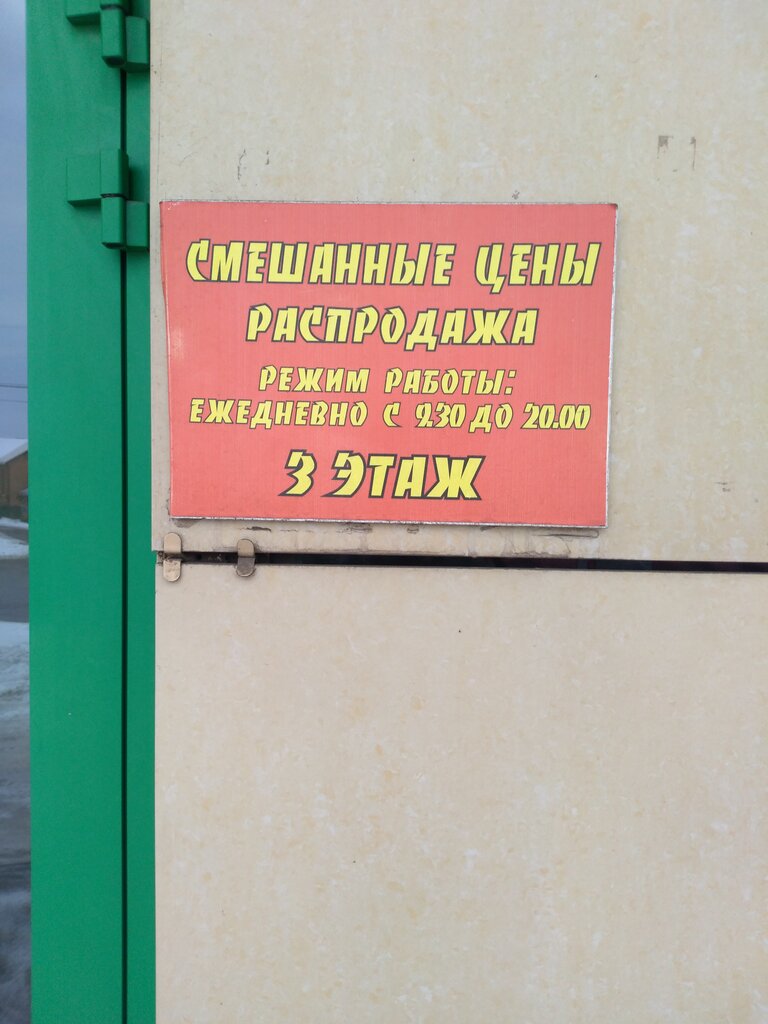 СМЕШАННЫЕ ЦЕНЫ
РАСПРОДАЖА
РЕЖИМ РАБОТЫ:
ЕЖЕДНЕВНО С 9.30 ДО 20.00
3 ЭТАЖ